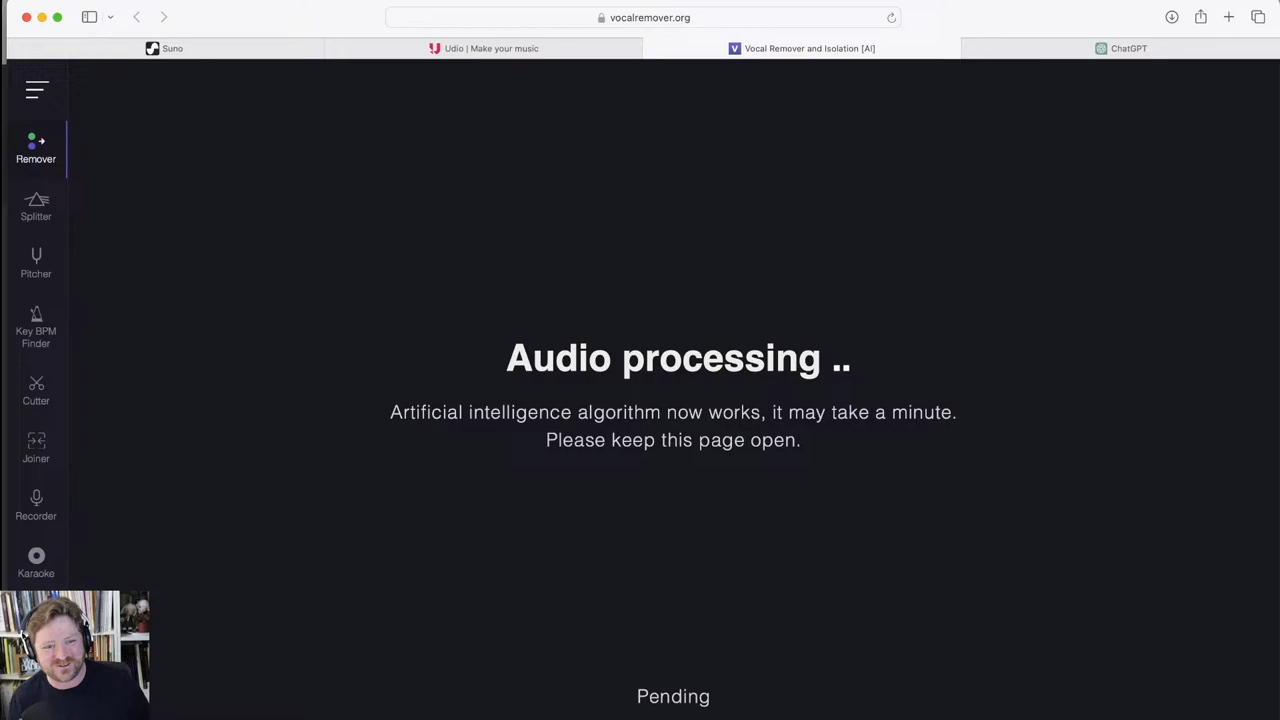 vocalremover.org
Suno
Udio | Make your music
Vocal Remover and Isolation [AI]
ChatGPT
Remover
Splitter
Pitcher
Key BPM
Finder
Cutter
Joiner
Recorder
Karaoke
Audio processing ..
Artificial intelligence algorithm now works, it may take a minute.
Please keep this page open.
Pending